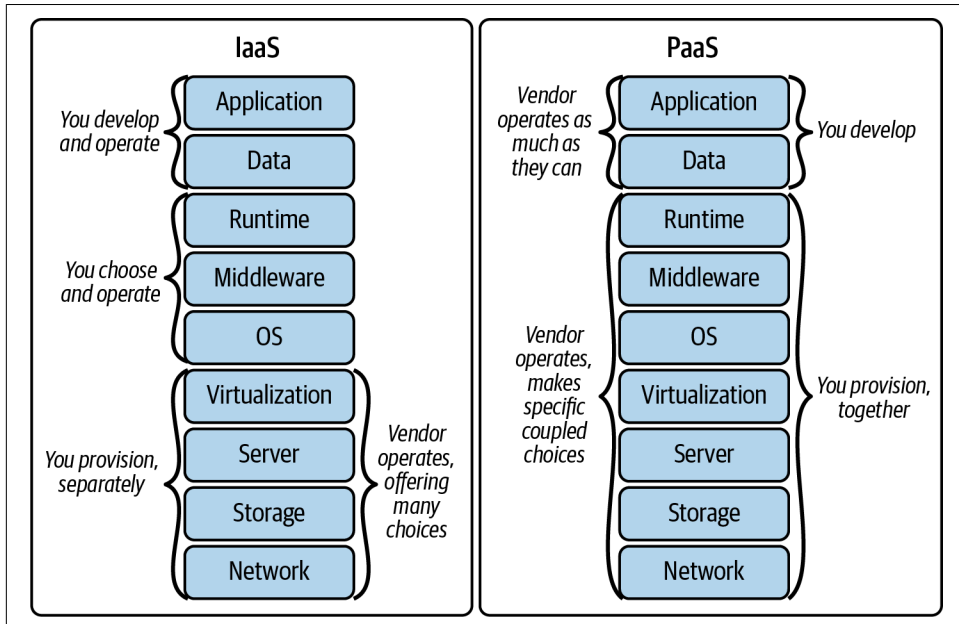 IaaS
You develop
and operate
You choose
and operate
You provision,
separately
Application
Data
Runtime
Middleware
OS
Virtualization
Server
Storage
Network
Vendor
operates,
offering
many
choices
PaaS
Vendor
operates as
much as
they can
Vendor
operates,
makes
specific
coupled
choices
Application
Data
Runtime
Middleware
OS
Virtualization
Server
Storage
Network
You develop
You provision,
together